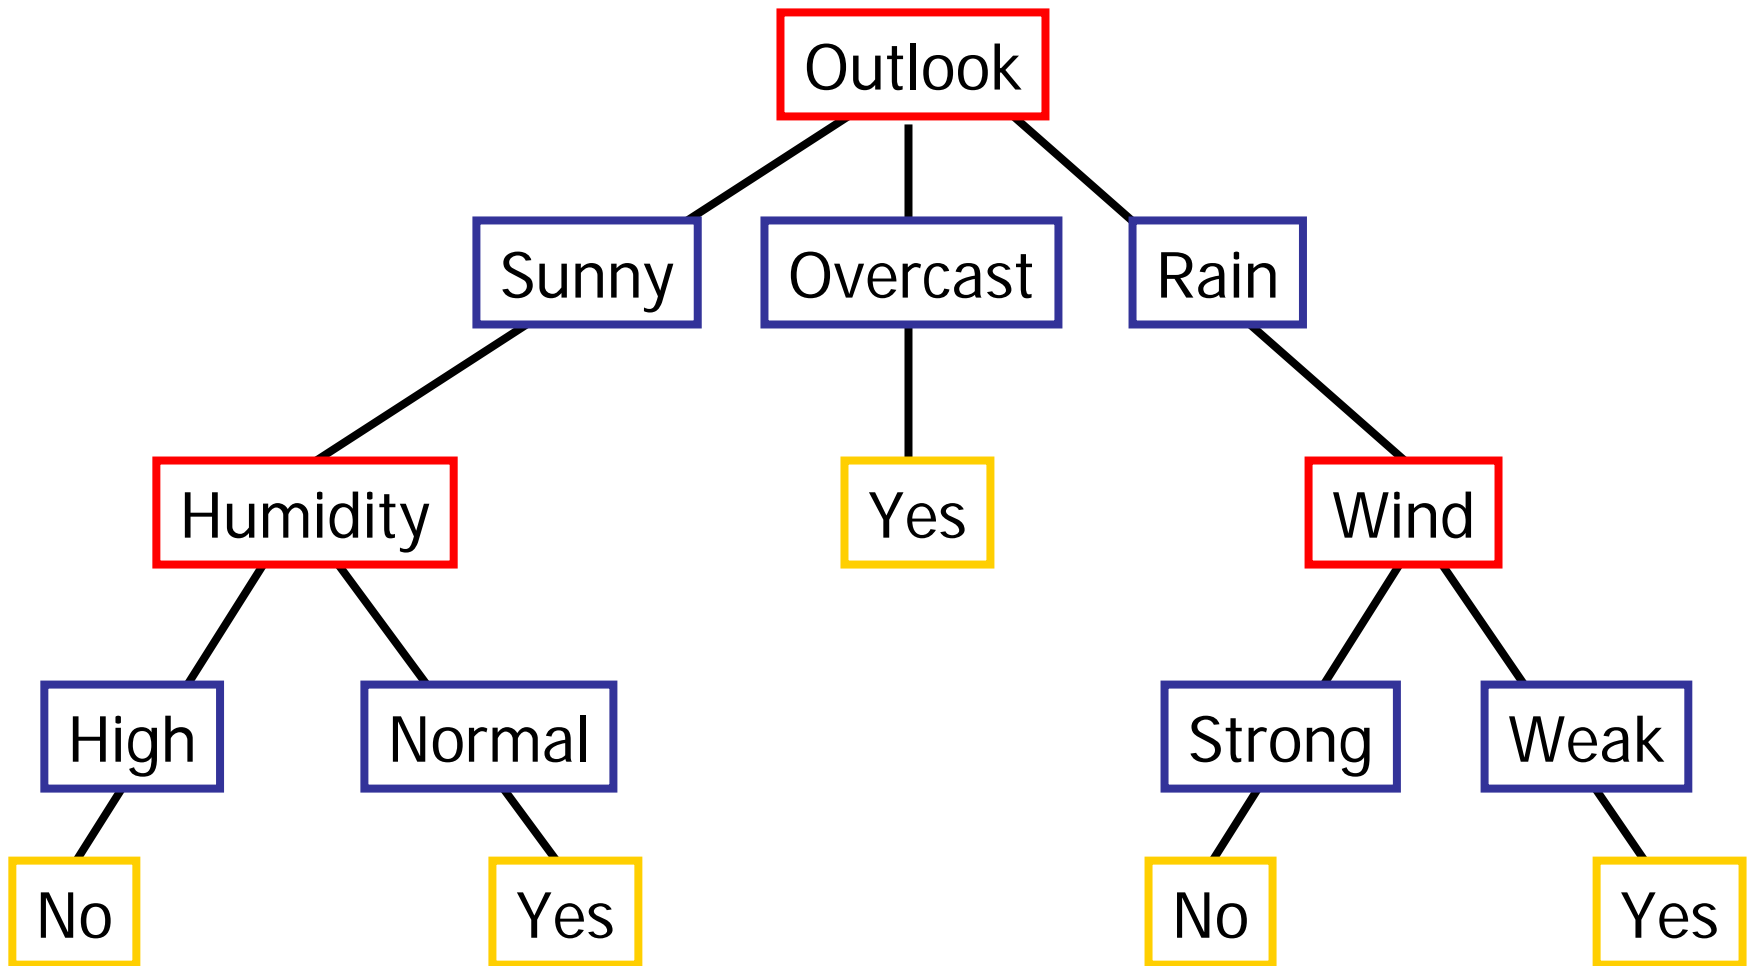 Outlook
Sunny Overcast Rain
Humidity Yes Wind
High Normal Strong Weak
No Yes No Yes